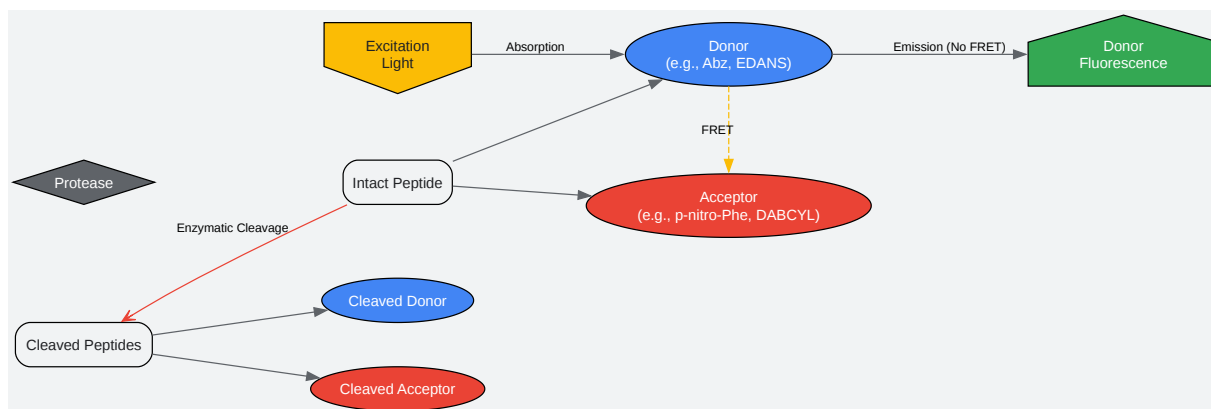 Excitation
Light
Absorption
Donor
(e.g., Abz, EDANS)
Emission (No FRET)
Donor
Fluorescence
FRET
Protease
Intact Peptide
Acceptor
(e.g., p-nitro-Phe, DABCYL)
Enzymatic Cleavage
Cleaved Donor
Cleaved Peptides
Cleaved Acceptor